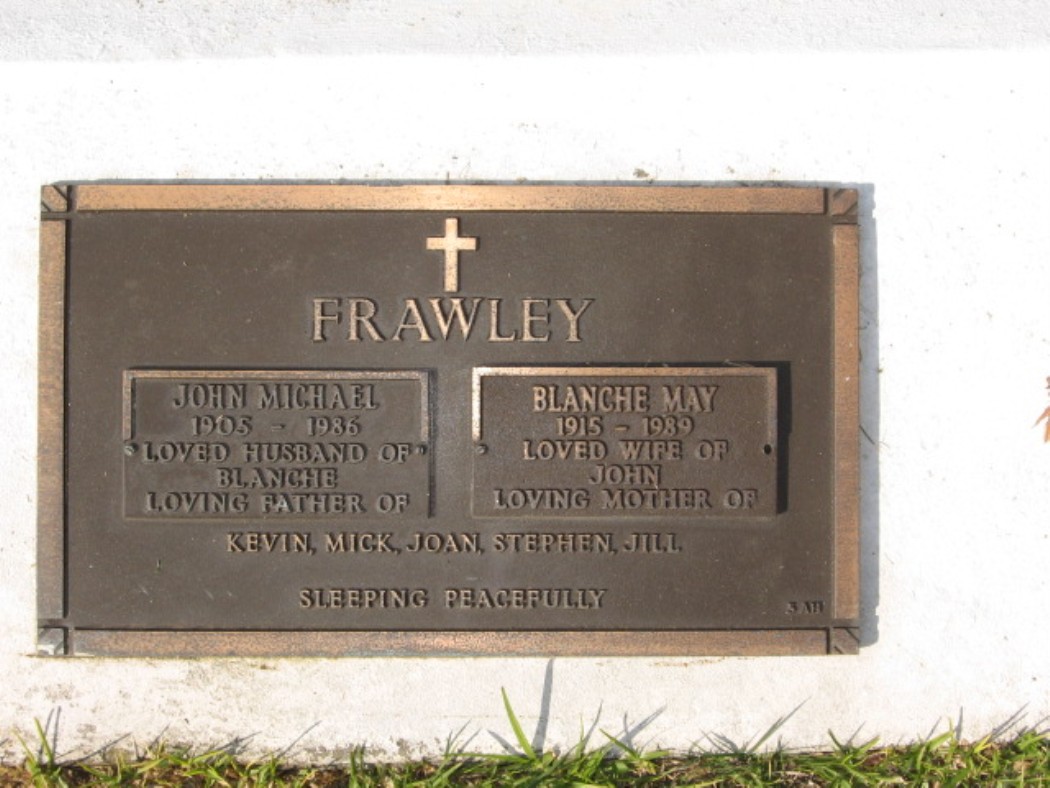 FRAWLEY
JOHN MICHAEL
1905 - 1986
LOVED HUSBAND OF
BLANCHE
LOVING FATHER OF
BLANCHE MAY
1915 - 1989
LOVED WIFE OF
JOHN
LOVING MOTHER OF
KEVIN, MICK, JOAN, STEPHEN, JILL
SLEEPING PEACEFULLY